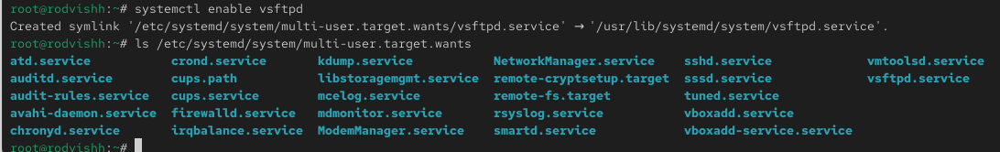 root@rodvishh:~# systemctl enable vsftpd
Created symlink '/etc/systemd/system/multi-user.target.wants/vsftpd.service' → '/usr/lib/systemd/system/vsftpd.service'.
root@rodvishh:~# ls /etc/systemd/system/multi-user.target.wants
atd.service crond.service kdump.service NetworkManager.service sshd.service vmtoolsd.service
auditd.service cups.path libstoragemgmt.service remote-cryptsetup.target sssd.service vsftpd.service
audit-rules.service cups.service mcelog.service remote-fs.target tuned.service
avahi-daemon.service firewalld.service mdmonitor.service rsyslog.service vboxadd.service
chronyd.service irqbalance.service ModemManager.service smartd.service vboxadd-service.service
root@rodvishh:~#